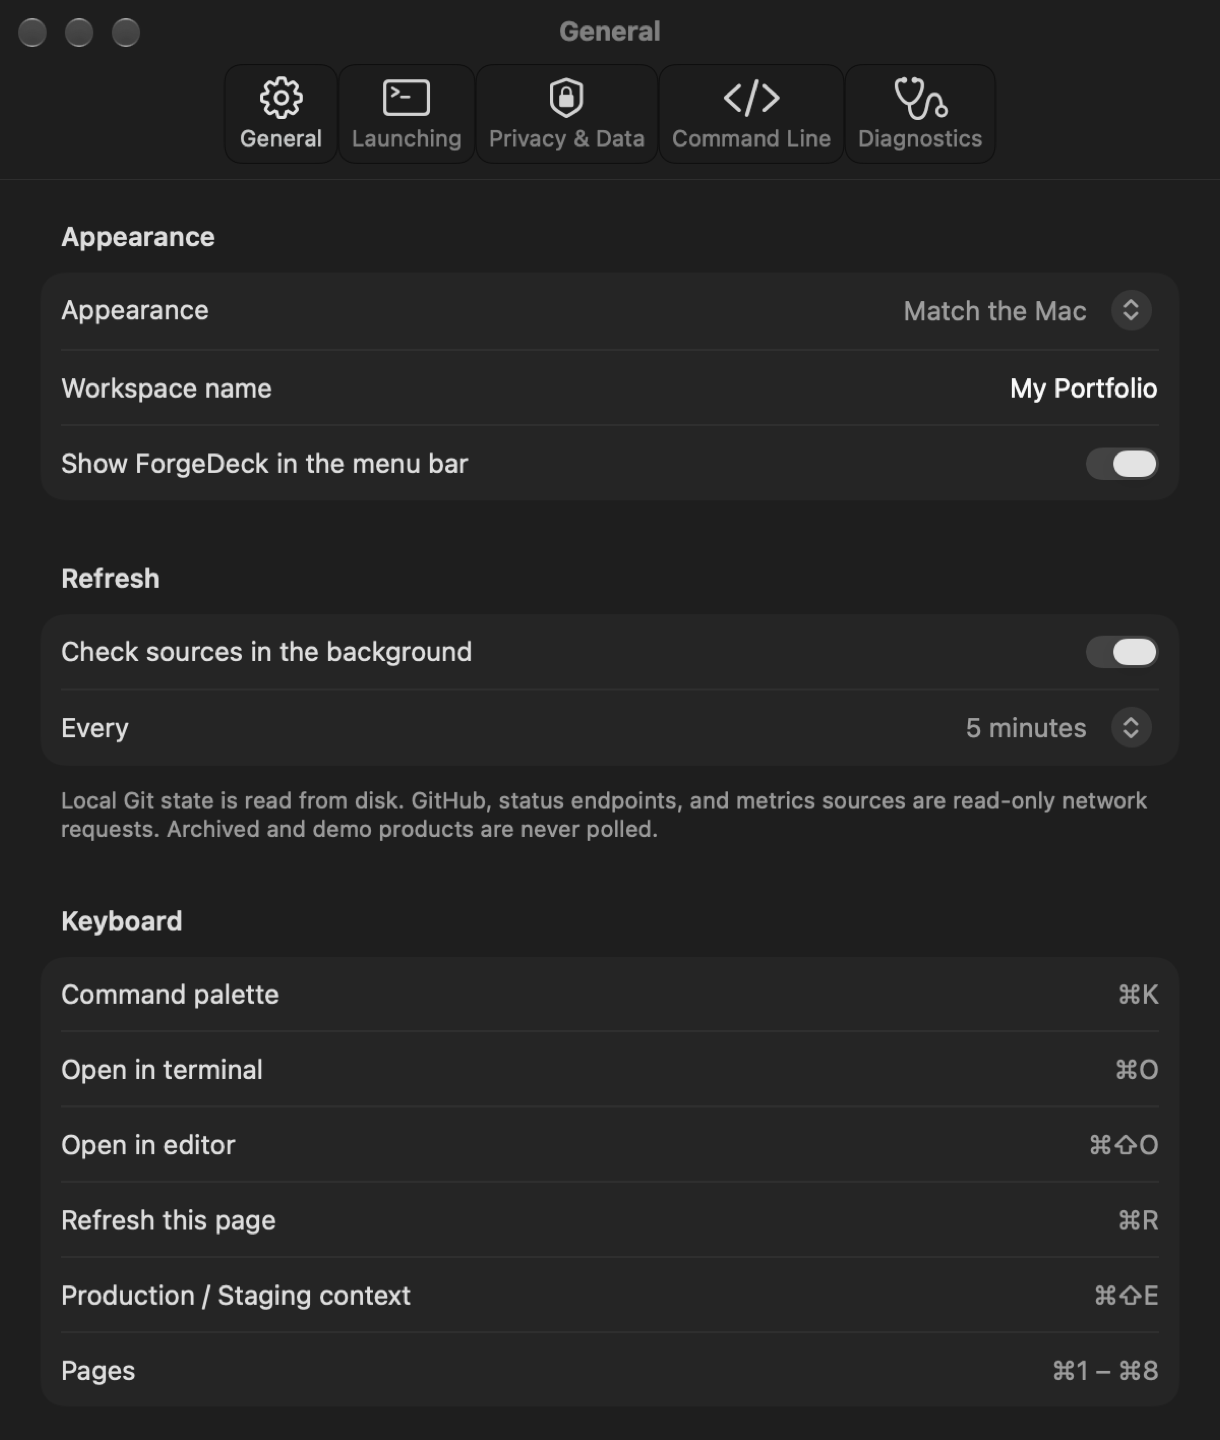 General
General
Launching
Privacy & Data
Command Line
Diagnostics
Appearance
Appearance
Match the Mac
Workspace name
My Portfolio
Show ForgeDeck in the menu bar
Refresh
Check sources in the background
Every
5 minutes
Local Git state is read from disk. GitHub, status endpoints, and metrics sources are read-only network
requests. Archived and demo products are never polled.
Keyboard
Command palette
⌘K
Open in terminal
⌘O
Open in editor
⌘⇧O
Refresh this page
⌘R
Production / Staging context
⌘⇧E
Pages
⌘1 – ⌘8